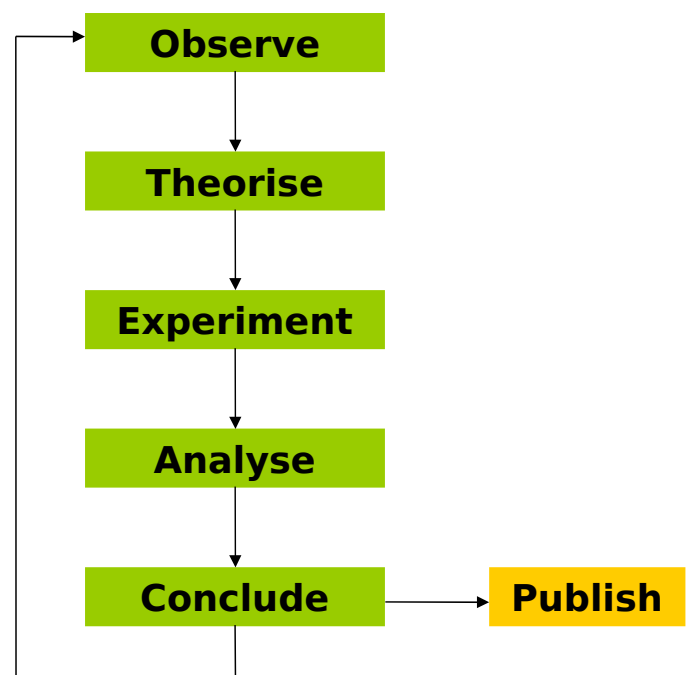 Observe
Theorise
Experiment
Analyse
Conclude
Publish